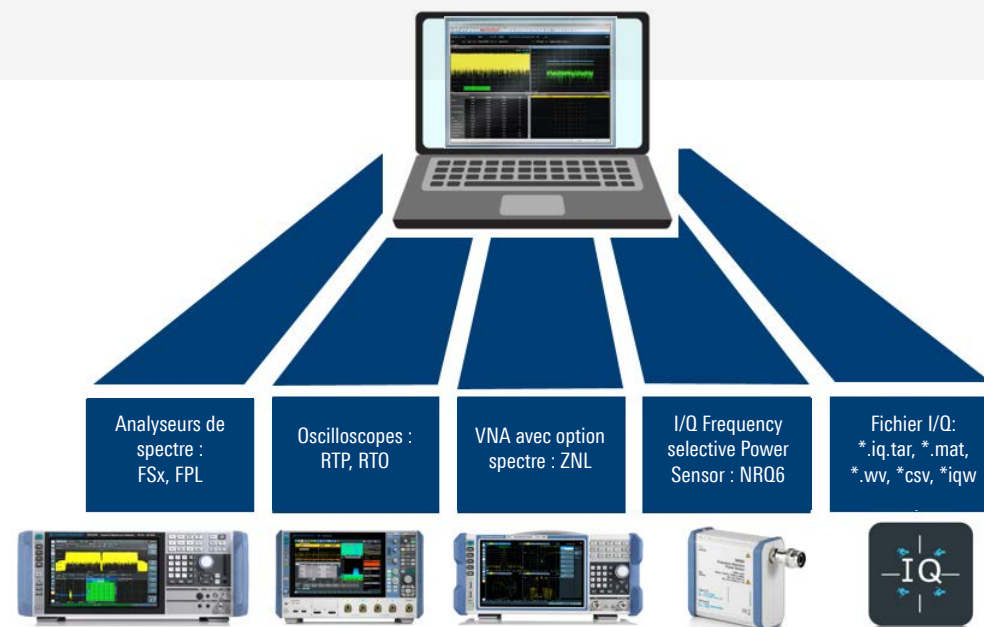 Analyseurs de
spectre :
FSx, FPL
Oscilloscopes :
RTP, RTO
VNA avec option
spectre : ZNL
I/Q Frequency
selective Power
Sensor : NRQ6
Fichier I/Q:
*.iq.tar, *.mat,
*.wv, *csv, *iqw
.
IQ